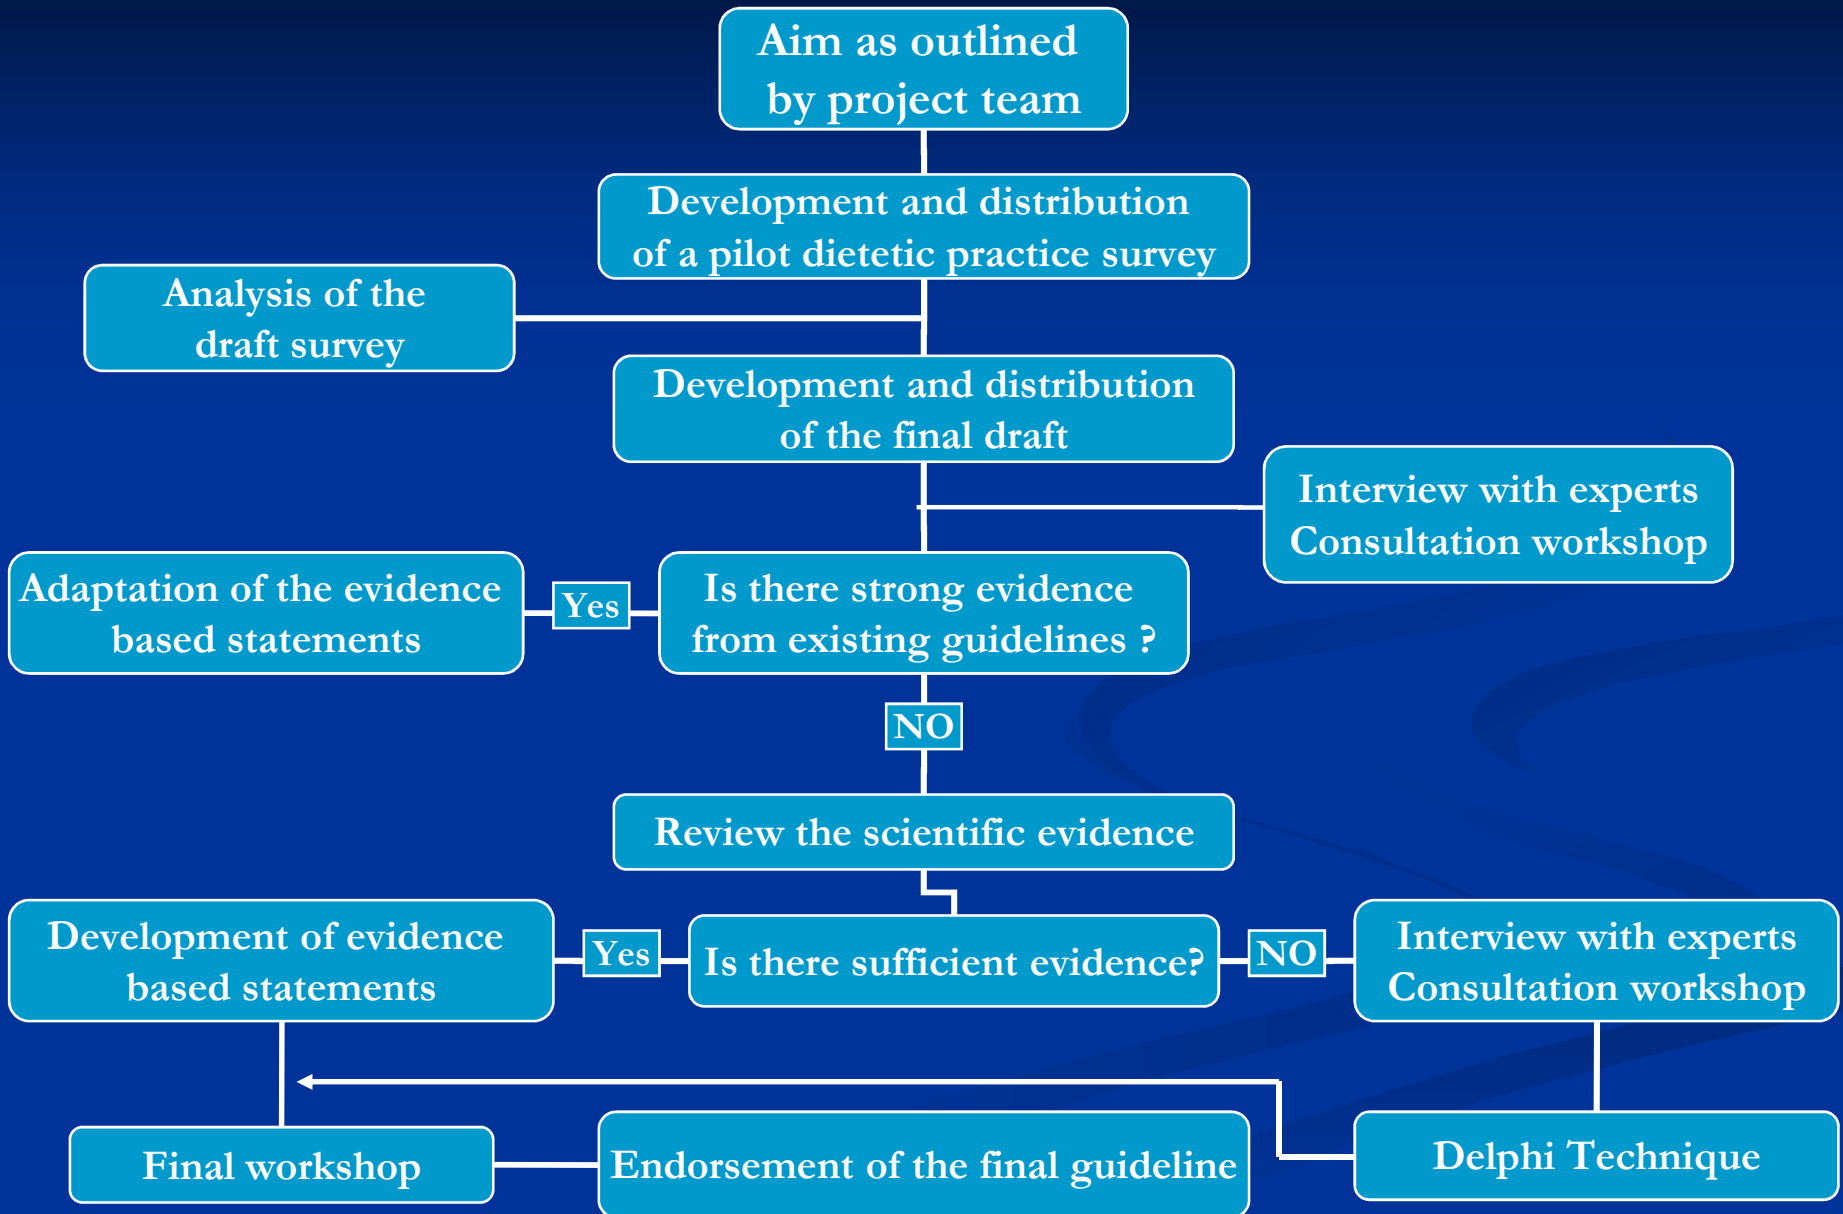 Aim as outlined
by project team
Development and distribution
of a pilot dietetic practice survey
Analysis of the
draft survey
Development and distribution
of the final draft
Interview with experts
Consultation workshop
Adaptation of the evidence
based statements
Yes
Is there strong evidence
from existing guidelines ?
NO
Review the scientific evidence
Development of evidence
based statements
Yes
Is there sufficient evidence?
NO
Interview with experts
Consultation workshop
Final workshop
Endorsement of the final guideline
Delphi Technique